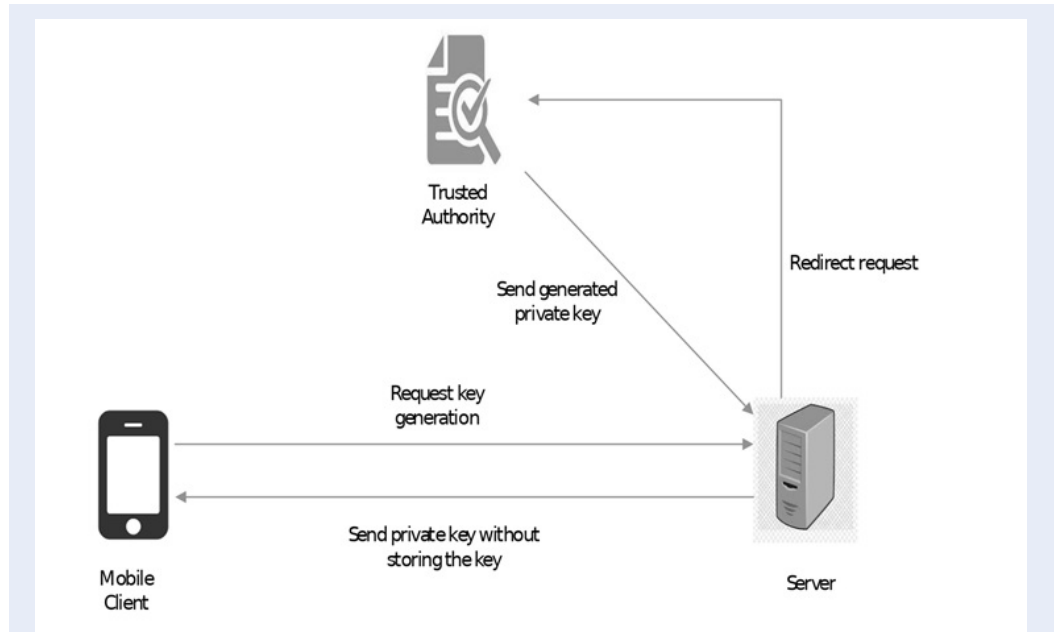 Trusted
Authority
Redirect request
Send generated
private key
Request key
generation
Send private key without
storing the key
Mobile
Client
Server